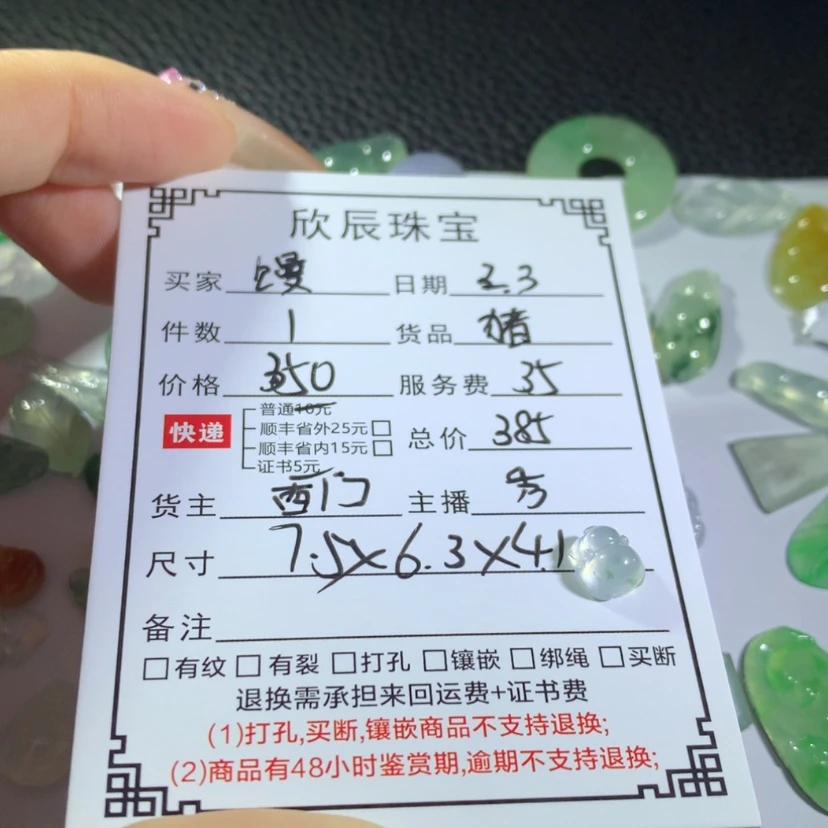 欣辰珠宝
买家 日期 2.3
件数 1 货品 猪
价格 350 服务费 35
快递 普通10元
顺丰省外25元 总价 385
顺丰省内15元
证书5元
货主 西门 主播
尺寸 7.5×6.3×4.1
备注
有纹 有裂 打孔 镶嵌 绑绳 买断
退换需承担来回运费+证书费
(1)打孔,买断,镶嵌商品不支持退换;
(2)商品有48小时鉴赏期,逾期不支持退换;